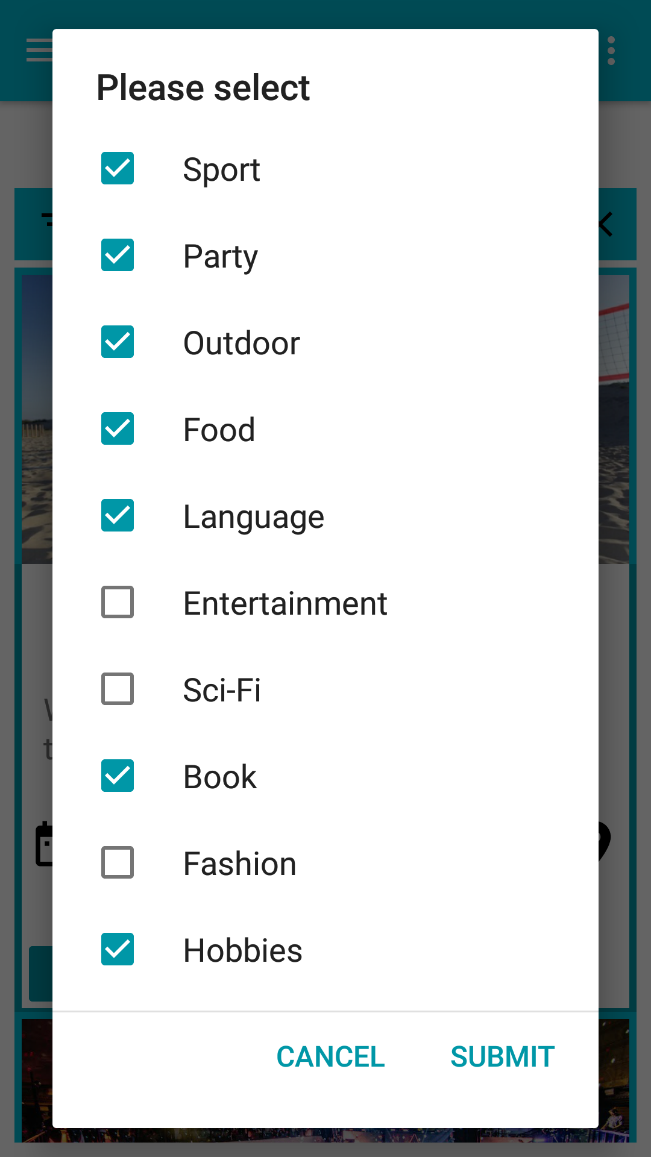 Please select
Sport
Party
Outdoor
Food
Language
Entertainment
Sci-Fi
Book
Fashion
Hobbies
CANCEL SUBMIT